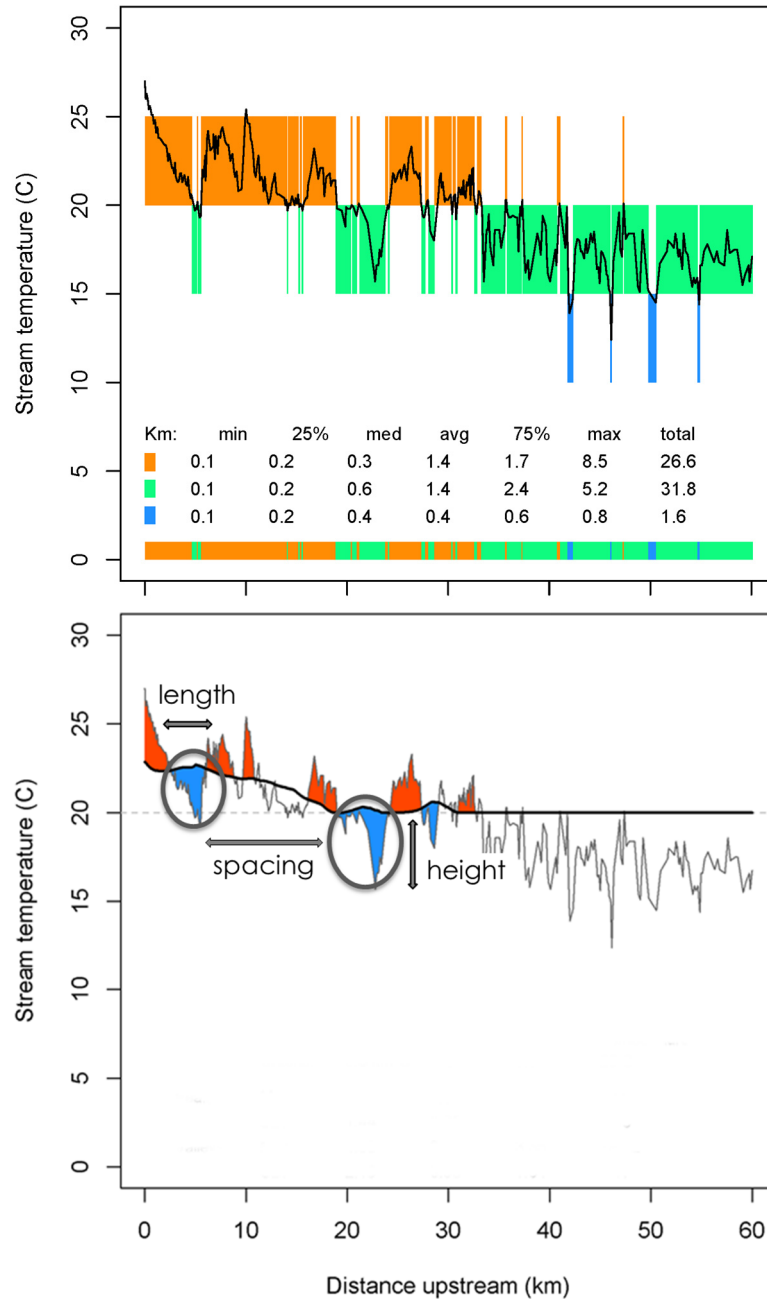 30
25
20
15
10
5
0
Stream temperature (C)
Km: min 25% med avg 75% max total
0.1 0.2 0.3 1.4 1.7 8.5 26.6
0.1 0.2 0.6 1.4 2.4 5.2 31.8
0.1 0.2 0.4 0.4 0.6 0.8 1.6
30
25
20
15
10
5
0
Stream temperature (C)
length
spacing
height
0 10 20 30 40 50 60
Distance upstream (km)